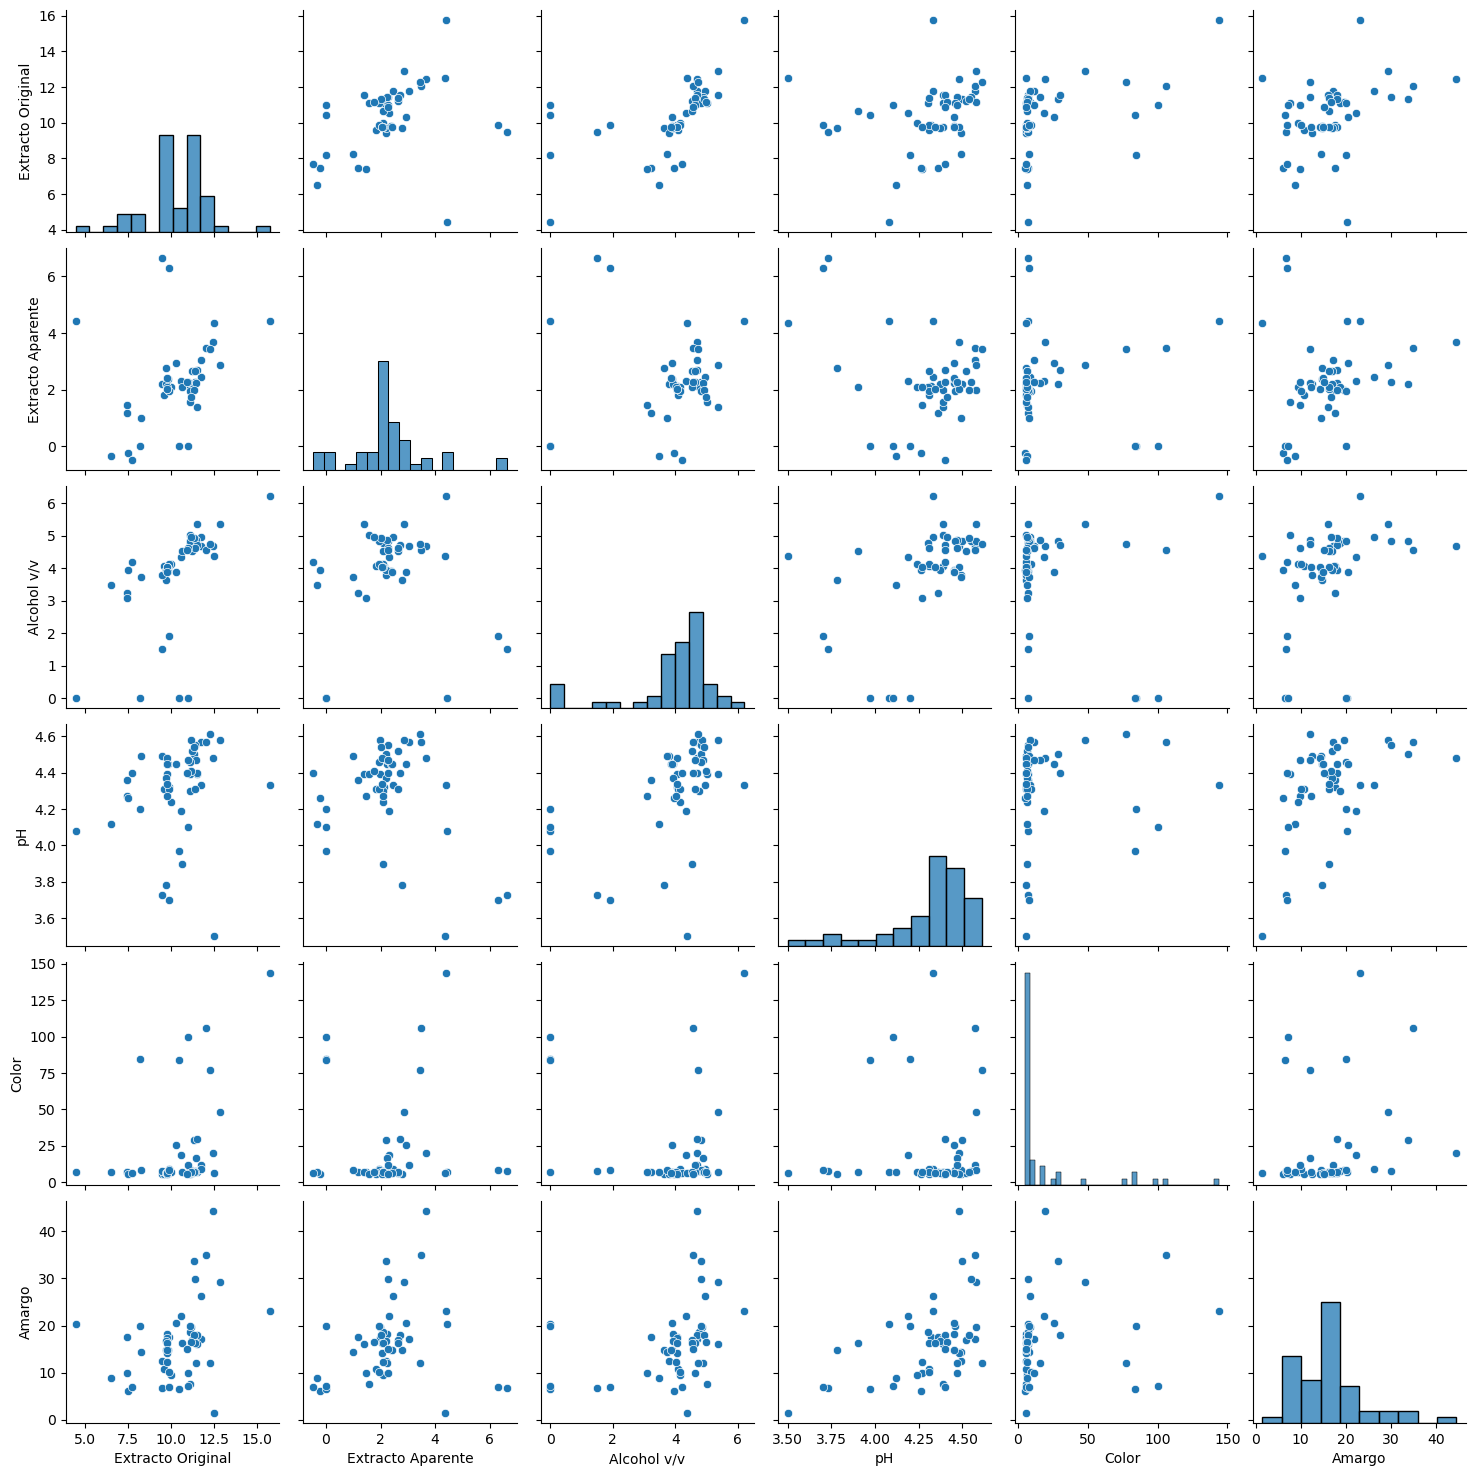 16
14
12
10
8
6
4
Extracto Original
6
4
2
0
Extracto Aparente
6
5
4
3
2
1
0
Alcohol v/v
4.6
4.4
4.2
4.0
3.8
3.6
pH
150
125
100
75
50
25
0
Color
40
30
20
10
0
Amargo
5.0 7.5 10.0 12.5 15.0
Extracto Original
0 2 4 6
Extracto Aparente
0 2 4 6
Alcohol v/v
3.50 3.75 4.00 4.25 4.50
pH
0 50 100 150
Color
0 10 20 30 40
Amargo